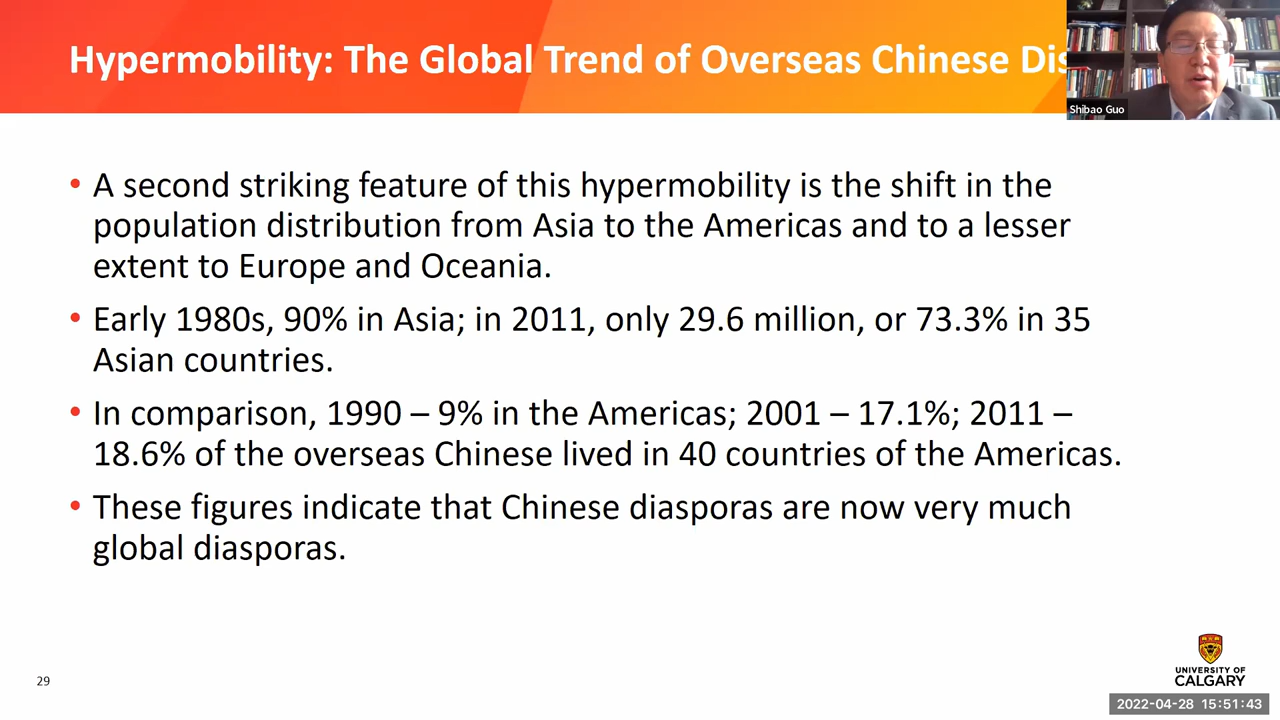 Hypermobility: The Global Trend of Overseas Chinese
Shibao Guo
• A second striking feature of this hypermobility is the shift in the
population distribution from Asia to the Americas and to a lesser
extent to Europe and Oceania.
• Early 1980s, 90% in Asia; in 2011, only 29.6 million, or 73.3% in 35
Asian countries.
• In comparison, 1990 – 9% in the Americas; 2001 – 17.1%; 2011 –
18.6% of the overseas Chinese lived in 40 countries of the Americas.
• These figures indicate that Chinese diasporas are now very much
global diasporas.
29
UNIVERSITY OF
CALGARY
2022-04-28 15:51:43